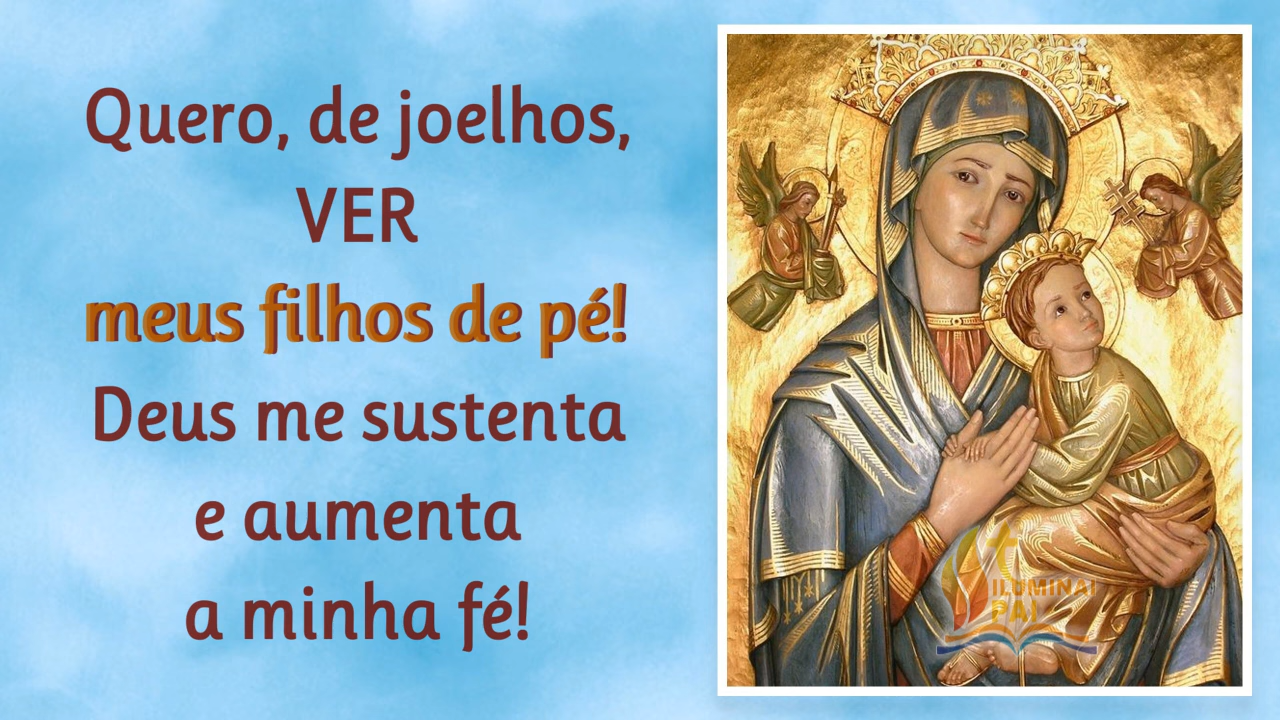 Quero, de joelhos,
VER
meus filhos de pé!
Deus me sustenta
e aumenta
a minha fé!
ILUMINAI
PAI